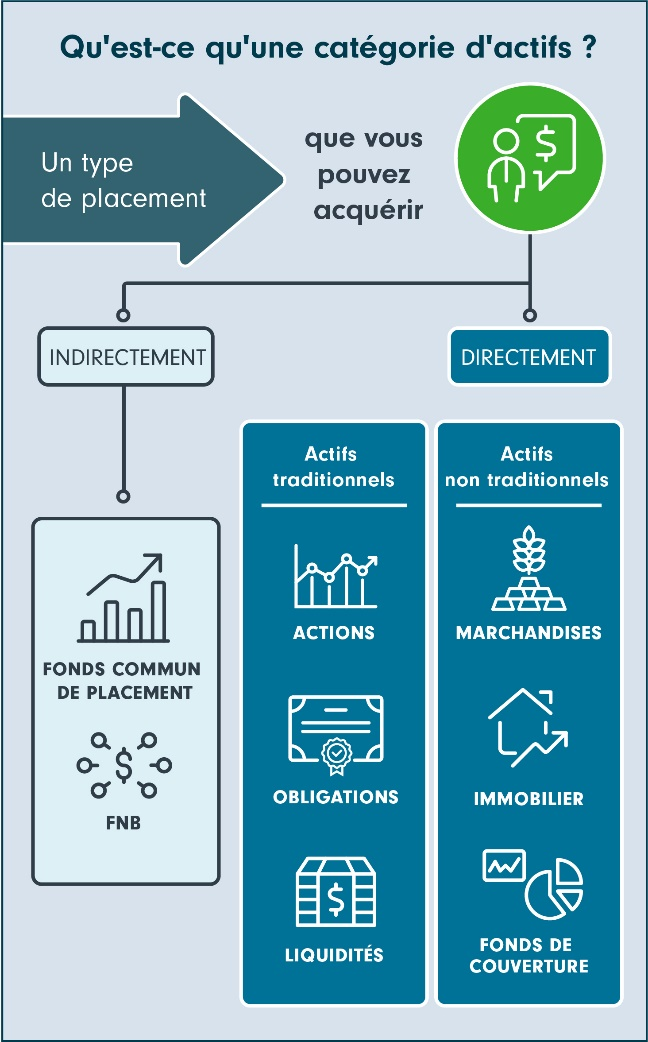 Qu'est-ce qu'une catégorie d'actifs ?
Un type
de placement
que vous
pouvez
acquérir
$
INDIRECTEMENT
DIRECTEMENT
FONDS COMMUN
DE PLACEMENT
$
FNB
Actifs
traditionnels
ACTIONS
OBLIGATIONS
$
LIQUIDITÉS
Actifs
non traditionnels
MARCHANDISES
IMMOBILIER
FONDS DE
COUVERTURE